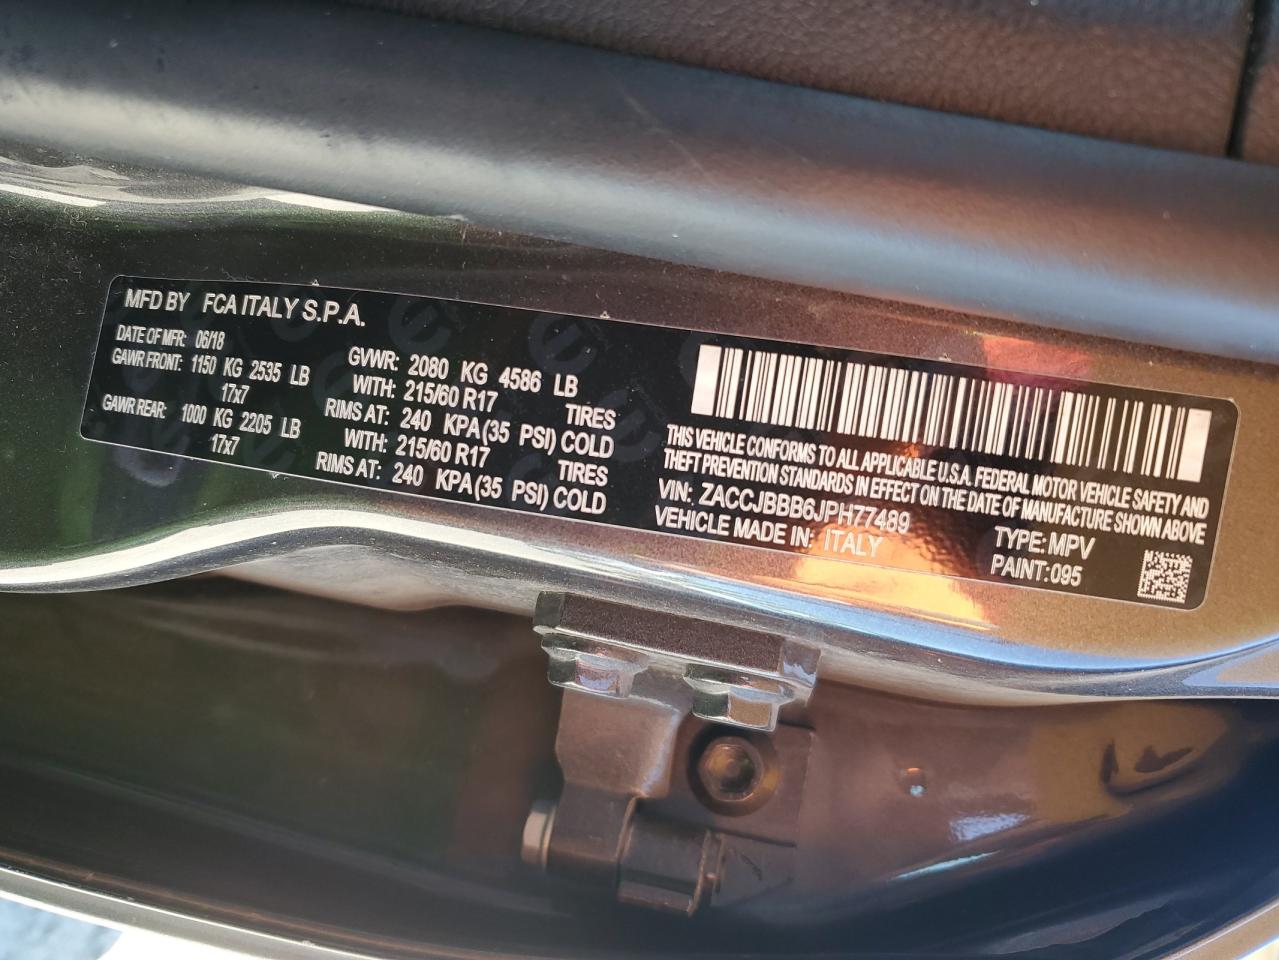 MFD BY FCA ITALY S.P.A.
DATE OF MFR: 06/18
GAWR FRONT: 1150 KG 2535 LB
17x7
GAWR REAR: 1000 KG 2205 LB
17x7
GVWR: 2080 KG 4586 LB
WITH: 215/60 R17 TIRES
RIMS AT: 240 KPA(35 PSI) COLD
WITH: 215/60 R17 TIRES
RIMS AT: 240 KPA(35 PSI) COLD
THIS VEHICLE CONFORMS TO ALL APPLICABLE U.S.A. FEDERAL MOTOR VEHICLE SAFETY AND
THEFT PREVENTION STANDARDS IN EFFECT ON THE DATE OF MANUFACTURE SHOWN ABOVE
VIN: ZACCJBBB6JPH77489 TYPE: MPV
VEHICLE MADE IN: ITALY PAINT: 095